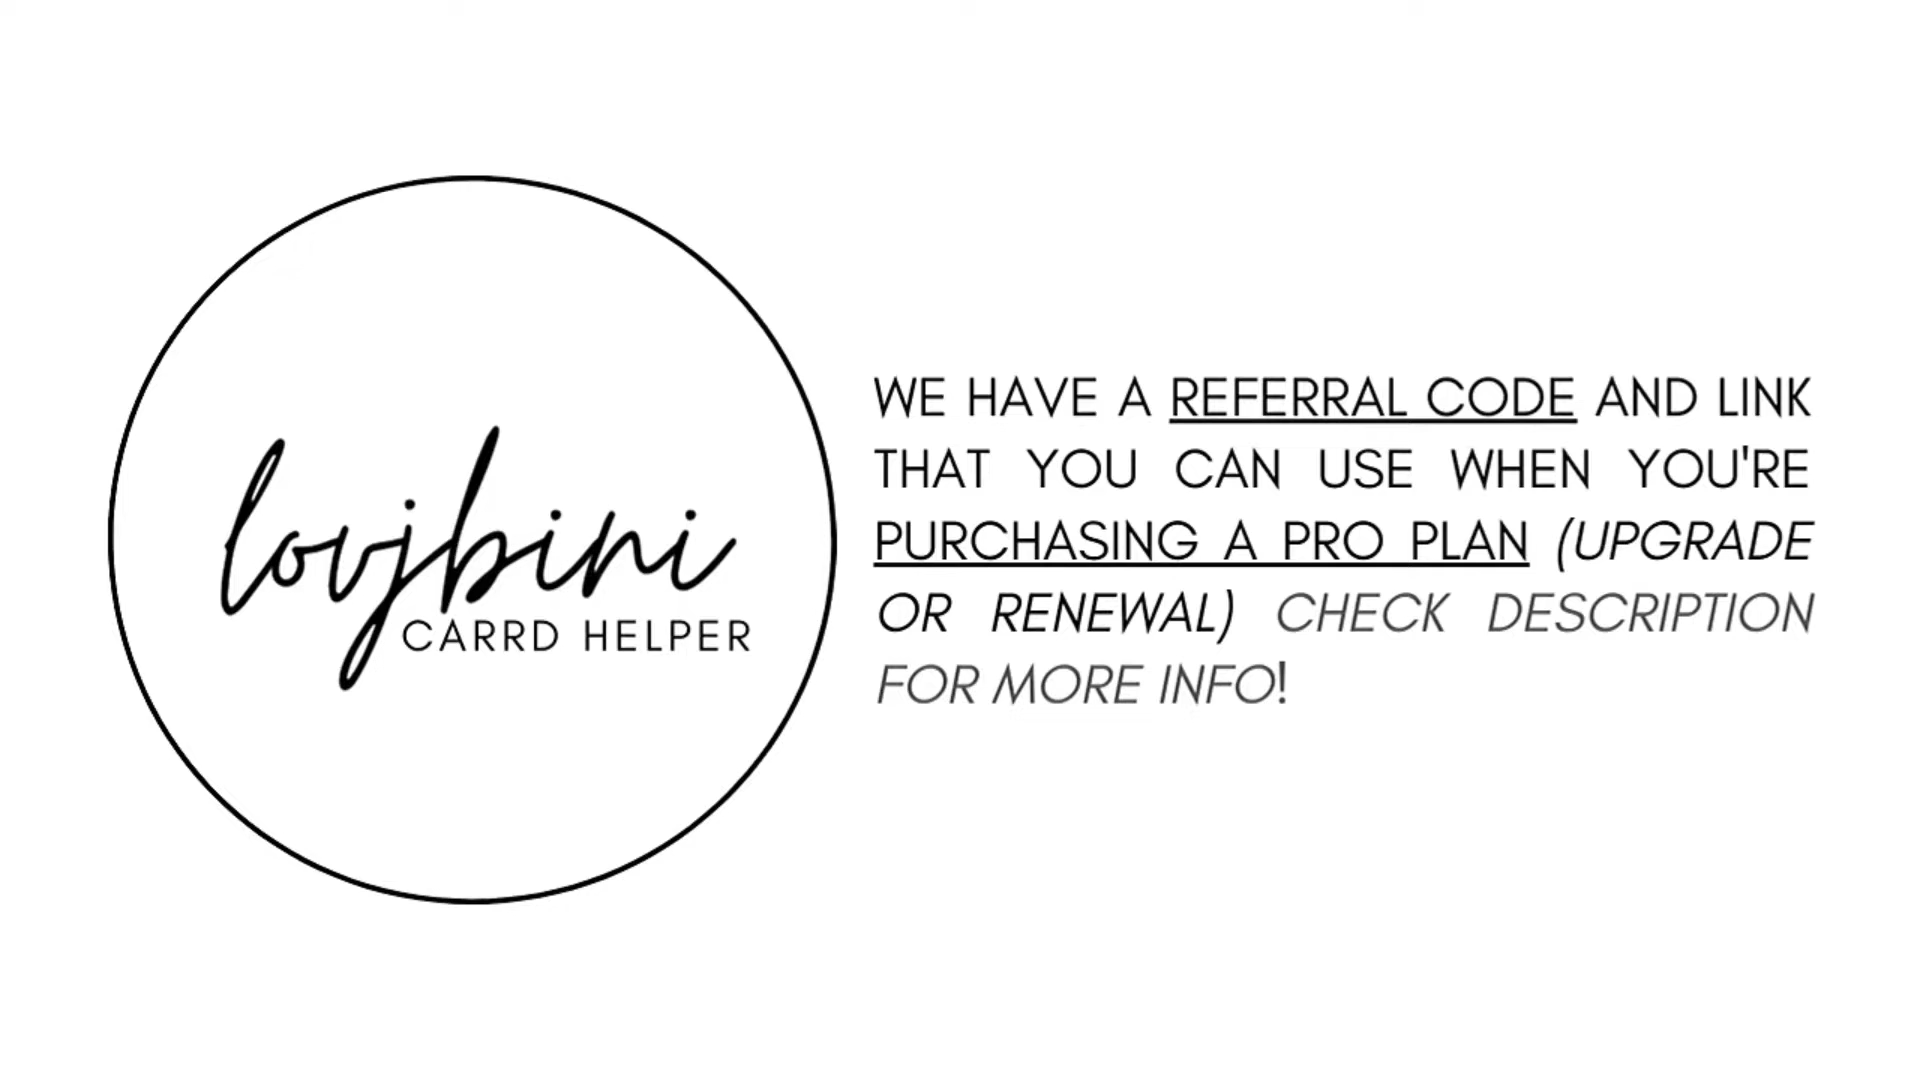 lovjbini
CARRD HELPER
WE HAVE A REFERRAL CODE AND LINK
THAT YOU CAN USE WHEN YOU'RE
PURCHASING A PRO PLAN (UPGRADE
OR RENEWAL) CHECK DESCRIPTION
FOR MORE INFO!